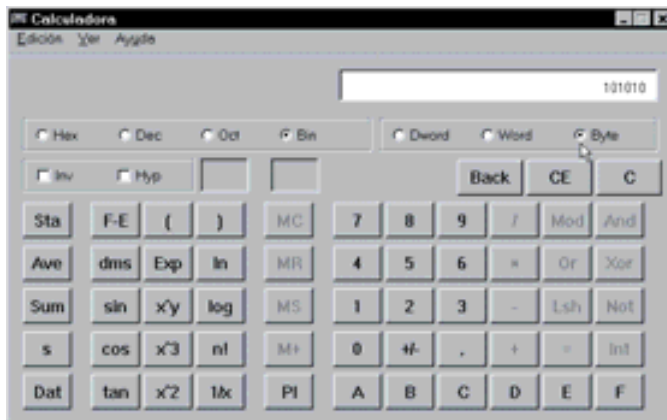 Calculadora
Edición Ver Ayuda
101010
Hex Dec Oct Bin Dword Word Byte
Inv Hyp Back CE C
Sta F-E ( ) MC 7 8 9 / Mod And
Ave dms Exp ln MR 4 5 6 * Or Xor
Sum sin x^y log MS 1 2 3 - Lsh Not
s cos x^3 n! M+ 0 +/- , + = Int
Dat tan x^2 1/x PI A B C D E F